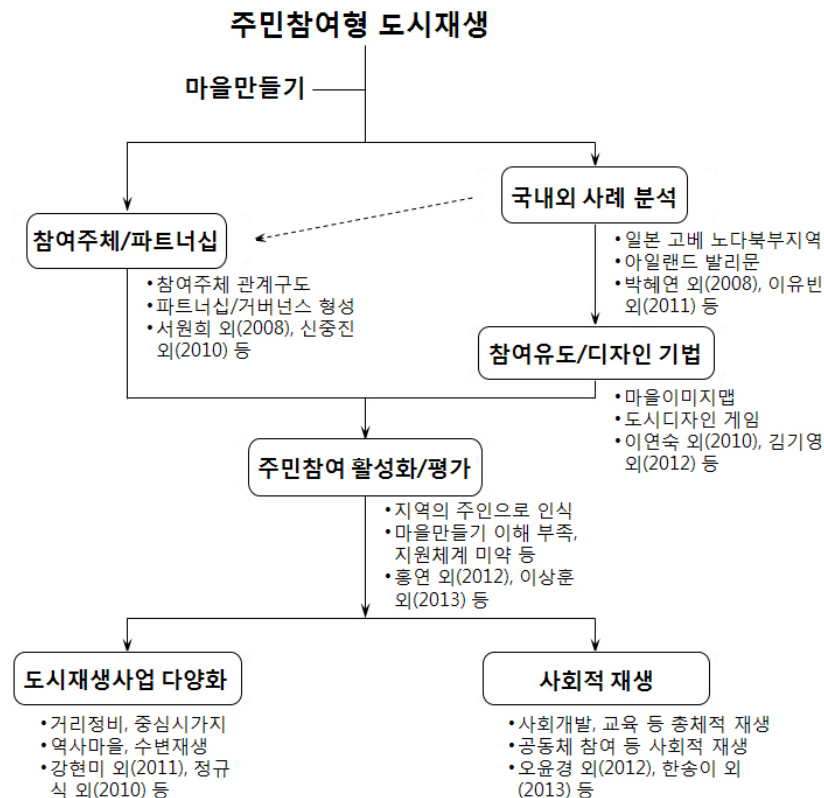 주민참여형 도시재생
마을만들기
국내외 사례 분석
참여주체/파트너십
•일본 고베 노다북부지역
•아일랜드 발리문
•박혜연 외(2008), 이유빈
외(2011) 등
•참여주체 관계구도
•파트너십/거버넌스 형성
•서원희 외(2008), 신중진
외(2010) 등
참여유도/디자인 기법
•마을이미지맵
•도시디자인 게임
•이연숙 외(2010), 김기영
외(2012) 등
주민참여 활성화/평가
•지역의 주인으로 인식
•마을만들기 이해 부족,
지원체계 미약 등
•홍연 외(2012), 이상훈
외(2013) 등
도시재생사업 다양화
•거리정비, 중심시가지
•역사마을, 수변재생
•강현미 외(2011), 정규
식 외(2010) 등
사회적 재생
•사회개발, 교육 등 총체적 재생
•공동체 참여 등 사회적 재생
•오윤경 외(2012), 한송이 외
(2013) 등